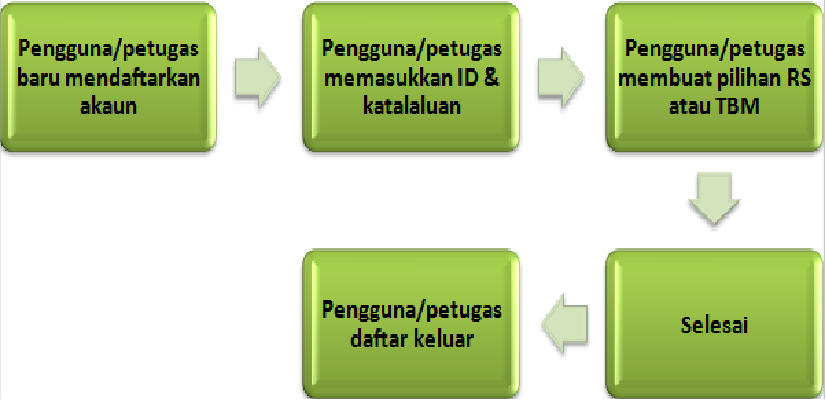 Pengguna/petugas
baru mendaftarkan
akaun
Pengguna/petugas
memasukkan ID &
katalaluan
Pengguna/petugas
membuat pilihan RS
atau TBM
Selesai
Pengguna/petugas
daftar keluar